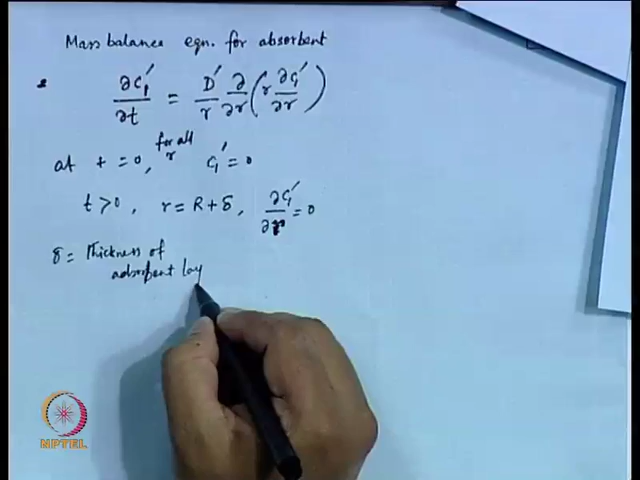 Mass balance eqn. for absorbent
∂C₁'/∂t = D'/r ∂/∂r (r ∂C₁'/∂r)
at t = 0, for all r C₁' = 0
t > 0, r = R + δ, ∂C₁'/∂r = 0
δ = Thickness of
adsorbent lay
NPTEL